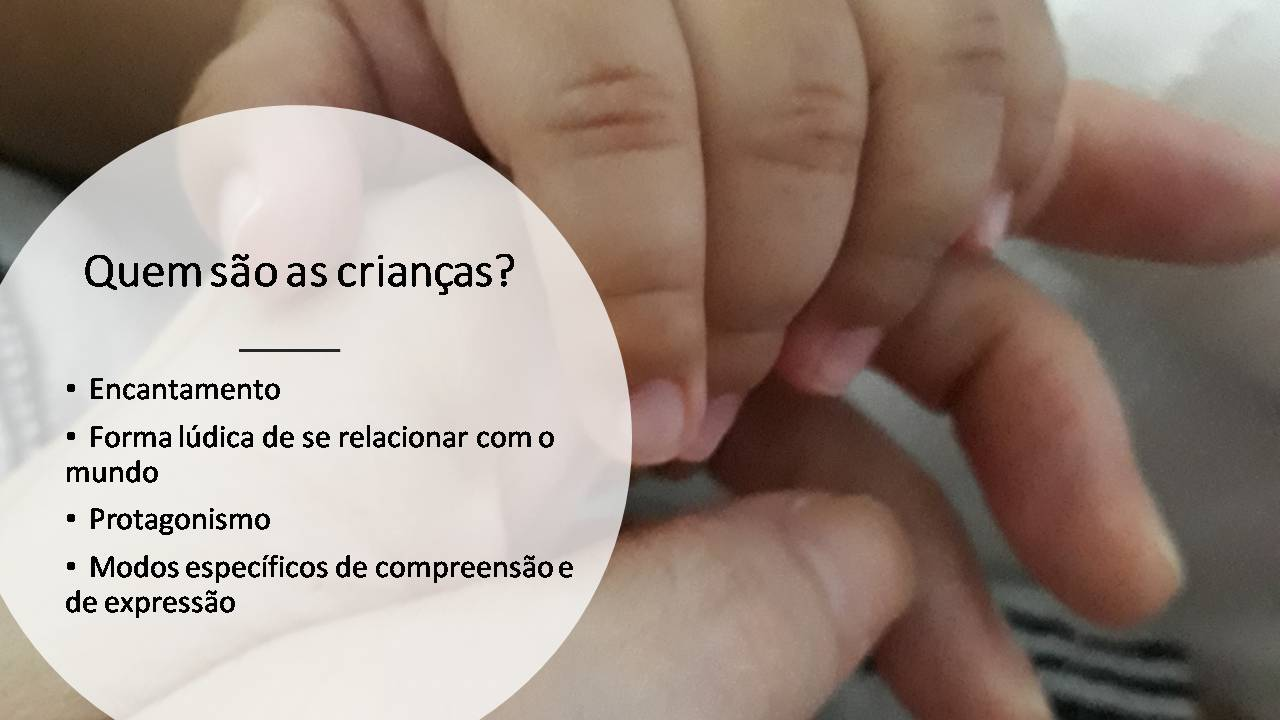 Quem são as crianças?
• Encantamento
• Forma lúdica de se relacionar com o
mundo
• Protagonismo
• Modos específicos de compreensão e
de expressão